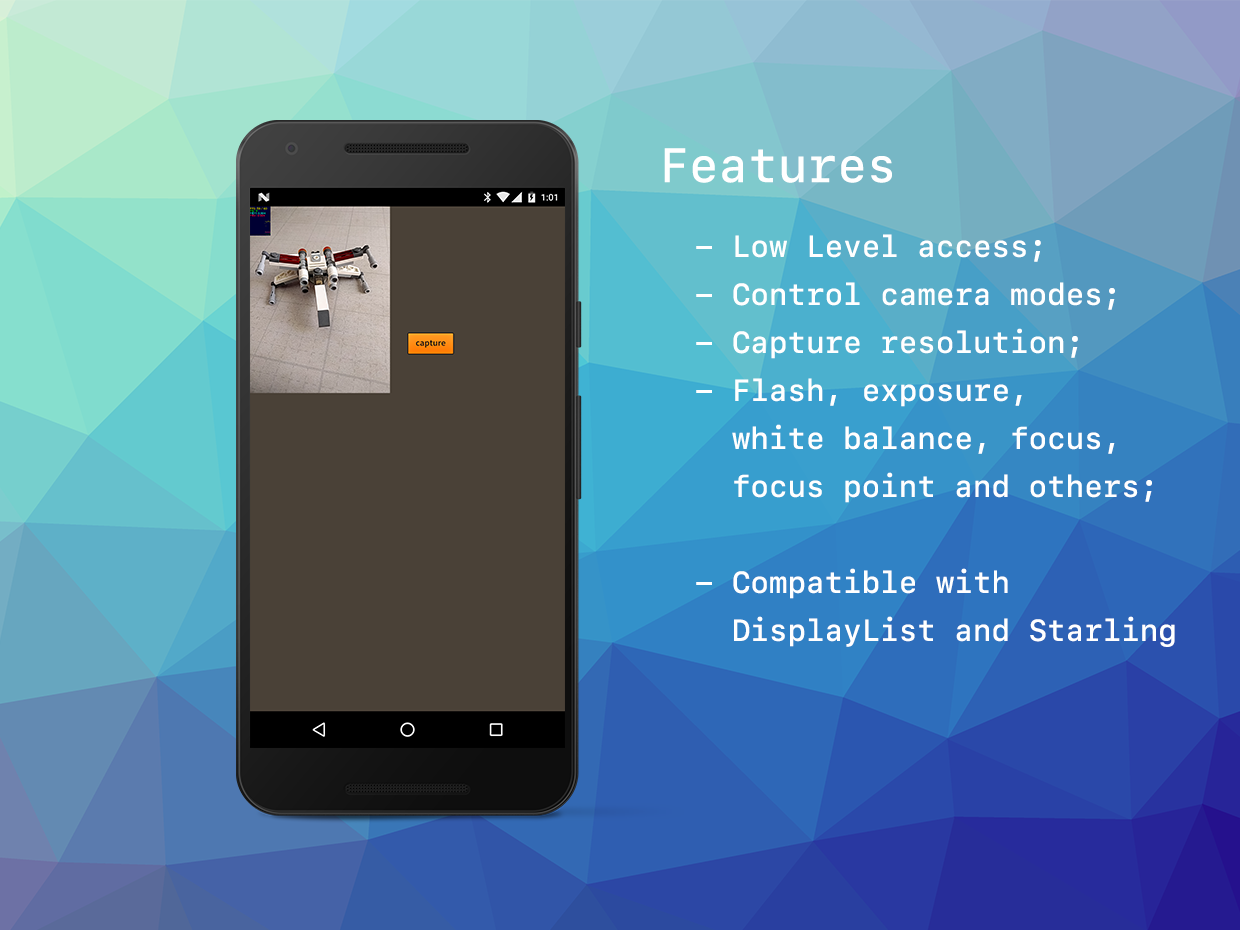 1:01
capture
Features
– Low Level access;
– Control camera modes;
– Capture resolution;
– Flash, exposure,
white balance, focus,
focus point and others;
– Compatible with
DisplayList and Starling